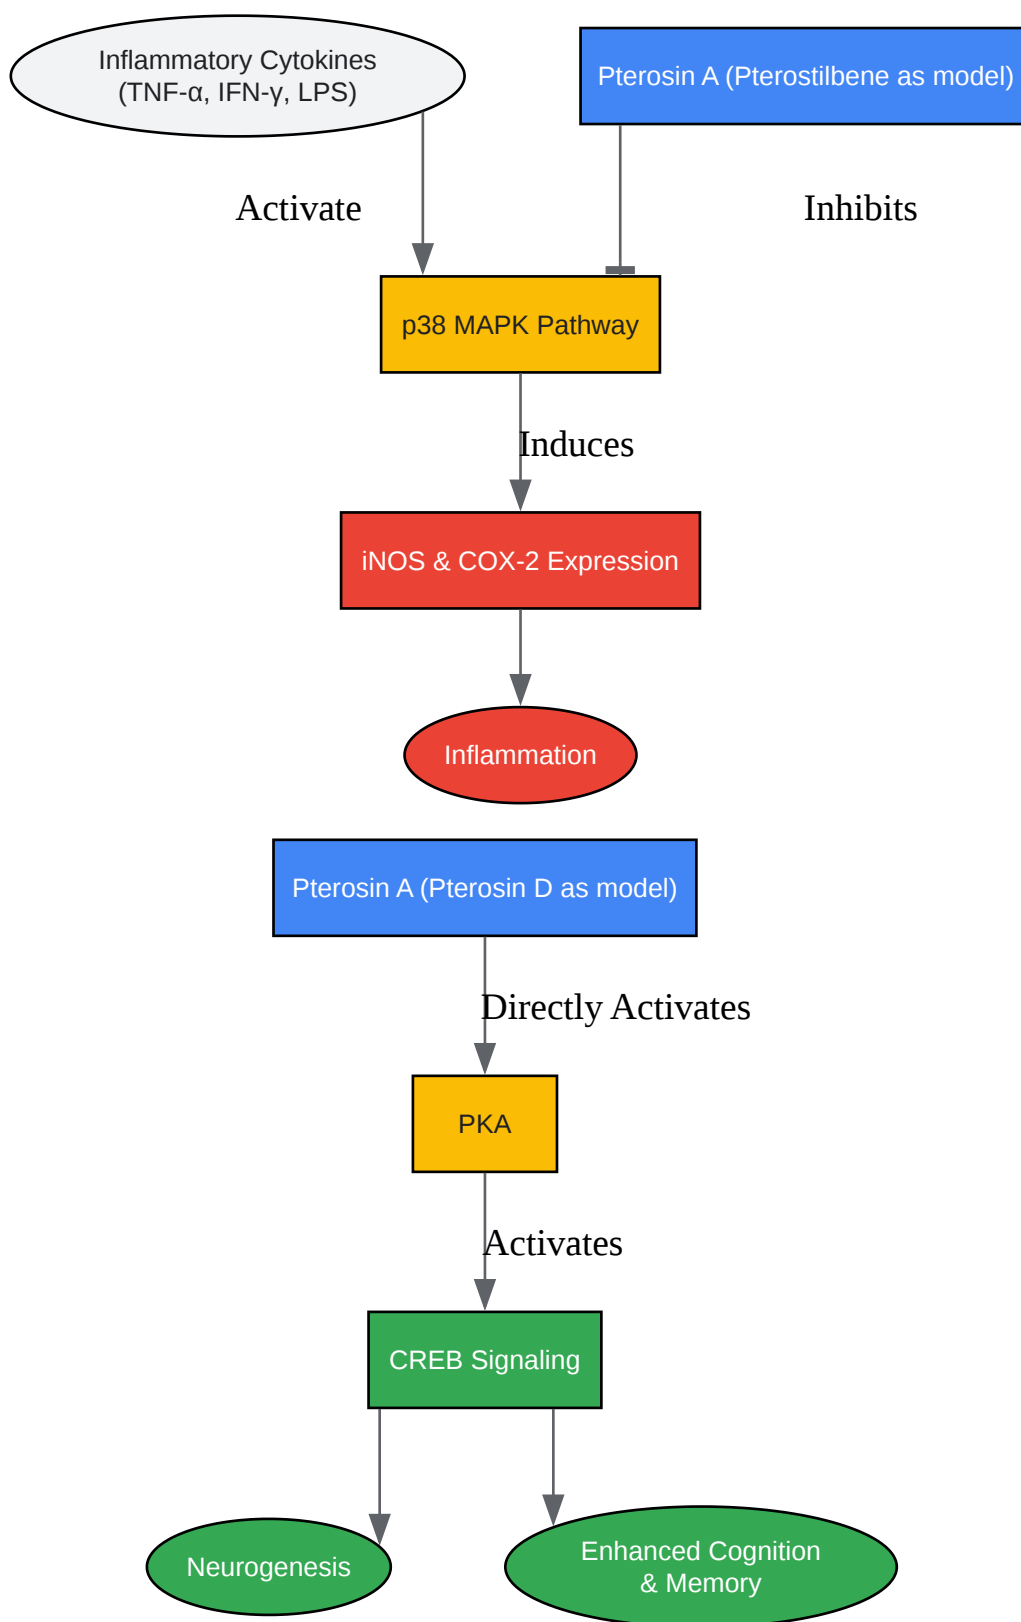 Inflammatory Cytokines
(TNF-α, IFN-γ, LPS)
Pterosin A (Pterostilbene as model)
Activate
Inhibits
p38 MAPK Pathway
Induces
iNOS & COX-2 Expression
Inflammation
Pterosin A (Pterosin D as model)
Directly Activates
PKA
Activates
CREB Signaling
Neurogenesis
Enhanced Cognition
& Memory